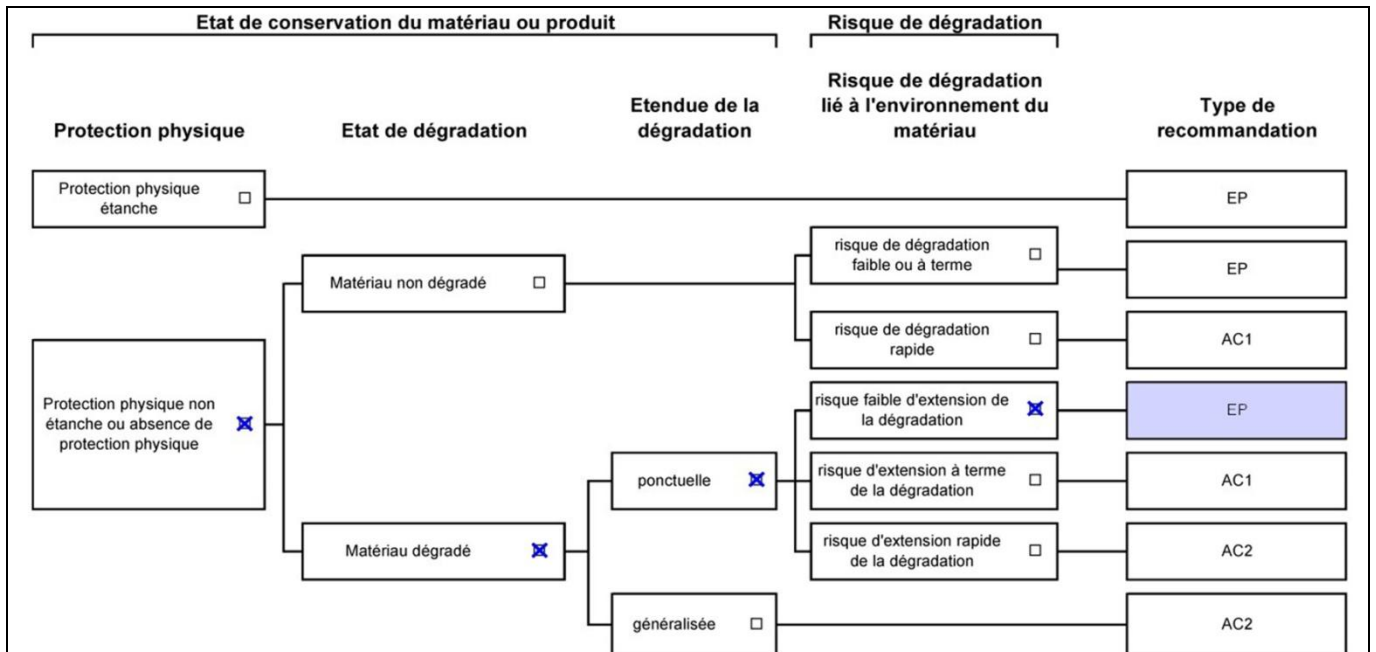 Etat de conservation du matériau ou produit
Risque de dégradation
Protection physique
Etat de dégradation
Etendue de la
dégradation
Risque de dégradation
lié à l'environnement du
matériau
Type de
recommandation
Protection physique
étanche
EP
risque de dégradation
faible ou à terme
EP
Matériau non dégradé
risque de dégradation
rapide
AC1
Protection physique non
étanche ou absence de
protection physique
risque faible d'extension de
la dégradation
EP
ponctuelle
risque d'extension à terme
de la dégradation
AC1
Matériau dégradé
risque d'extension rapide
de la dégradation
AC2
généralisée
AC2